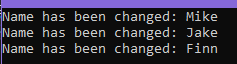 Name has been changed: Mike
Name has been changed: Jake
Name has been changed: Finn